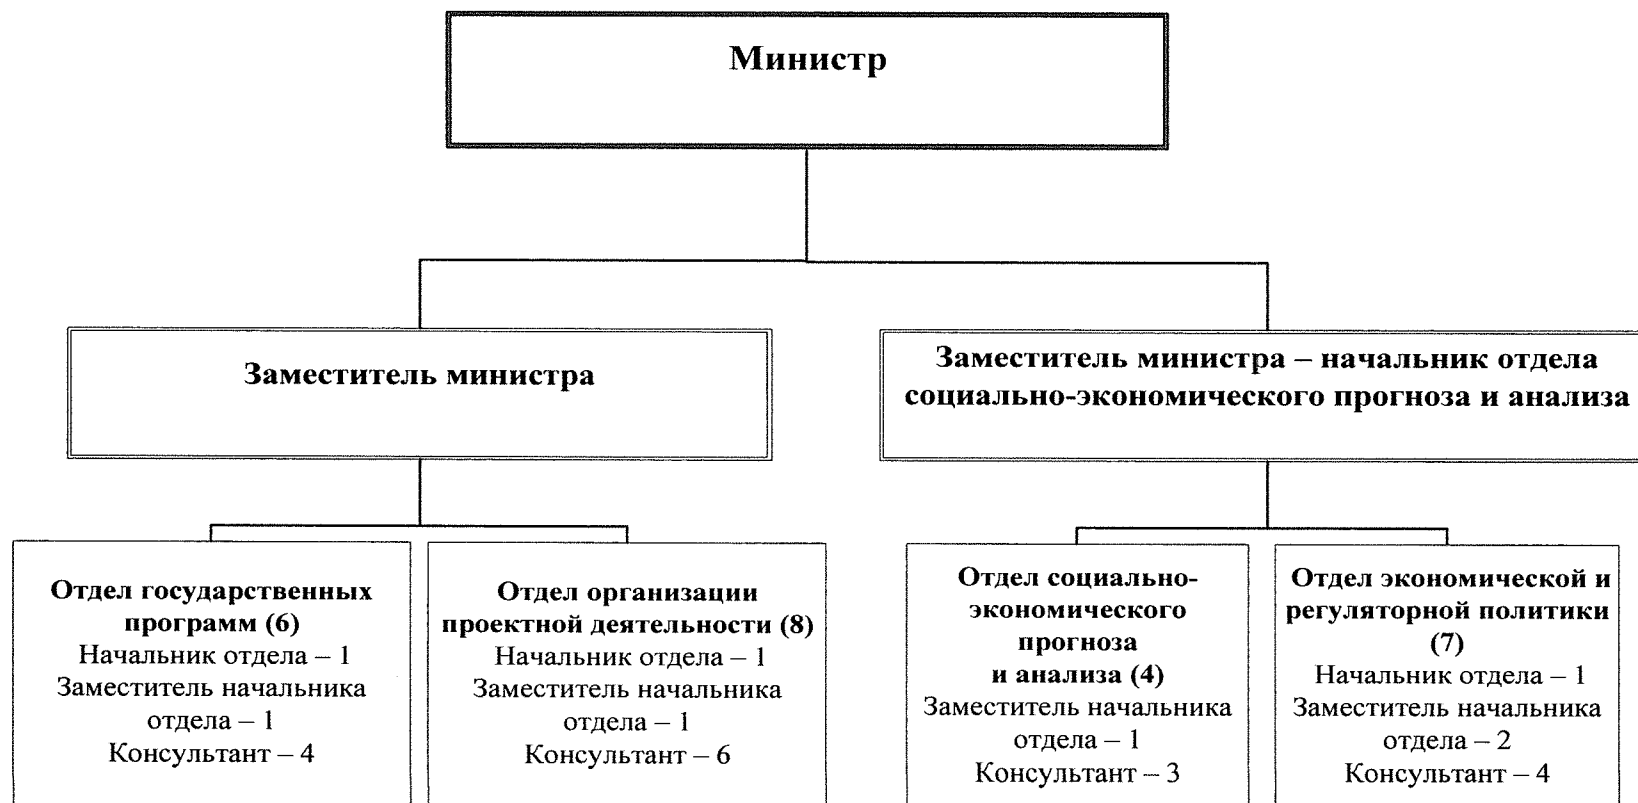 Министр
Заместитель министра
Заместитель министра – начальник отдела
социально-экономического прогноза и анализа
Отдел государственных
программ (6)
Начальник отдела – 1
Заместитель начальника
отдела – 1
Консультант – 4
Отдел организации
проектной деятельности (8)
Начальник отдела – 1
Заместитель начальника
отдела – 1
Консультант – 6
Отдел социально-
экономического
прогноза
и анализа (4)
Заместитель начальника
отдела – 1
Консультант – 3
Отдел экономической и
регуляторной политики
(7)
Начальник отдела – 1
Заместитель начальника
отдела – 2
Консультант – 4